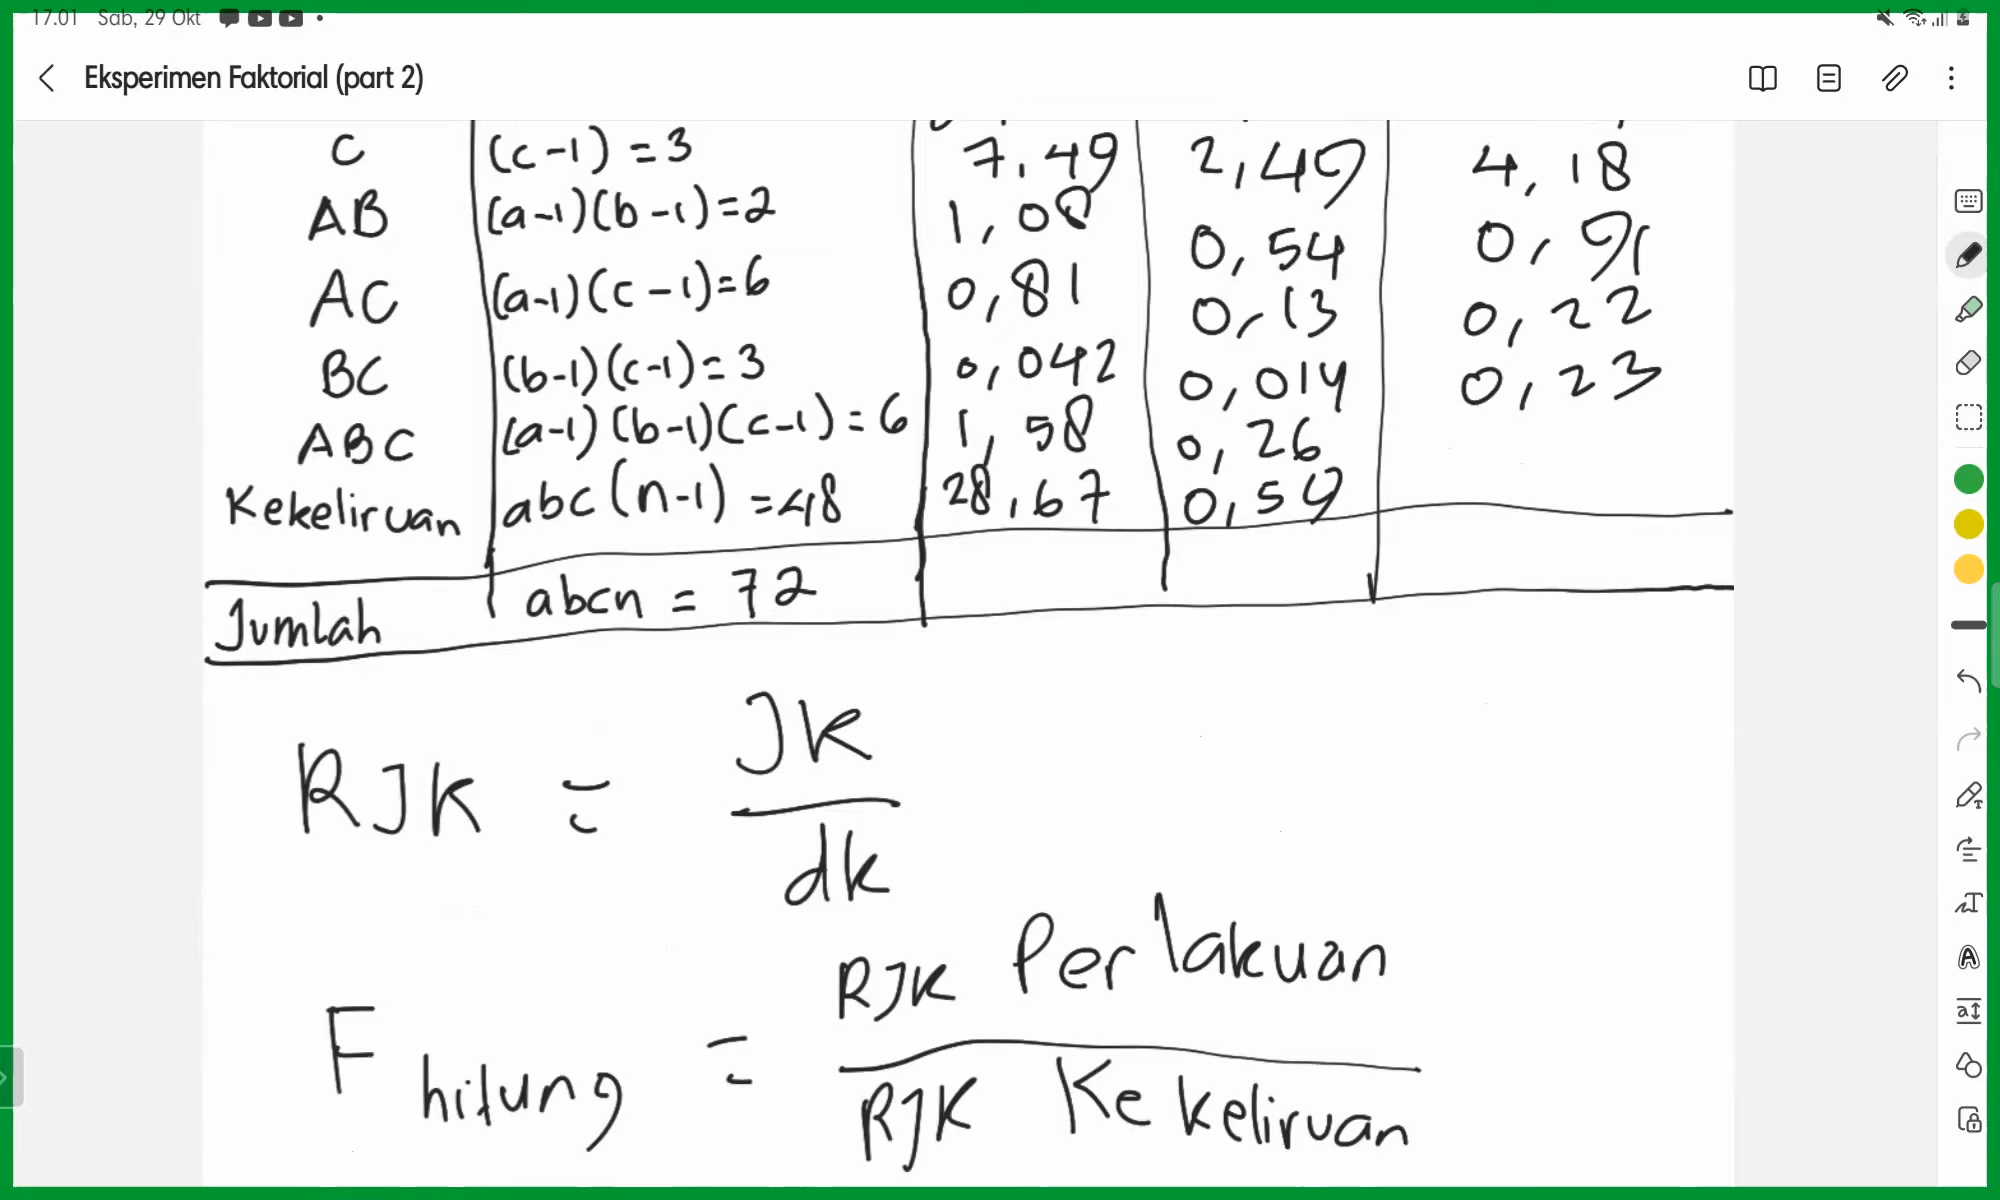 17.01 Sab, 29 Okt
Eksperimen Faktorial (part 2)
C (c-1) = 3 7,49 2,49 4,18
AB (a-1)(b-1)=2 1,08 0,54 0,91
AC (a-1)(c-1)=6 0,81 0,13 0,22
BC (b-1)(c-1)=3 0,042 0,014 0,23
ABC (a-1)(b-1)(c-1)=6 1,58 0,26
Kekeliruan abc(n-1) =48 28,67 0,59
Jumlah abcn = 72
RJK = JK
dk
F hitung = RJK Perlakuan
RJK Kekeliruan